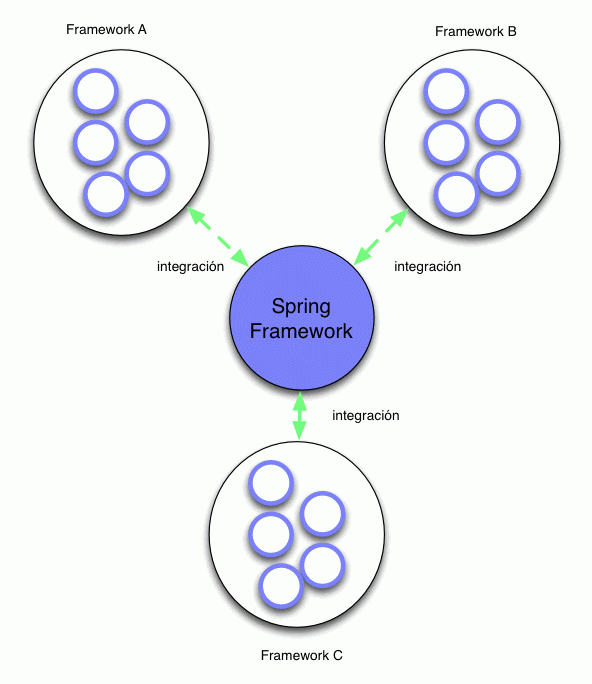 Framework A
Framework B
integración
integración
Spring
Framework
integración
Framework C